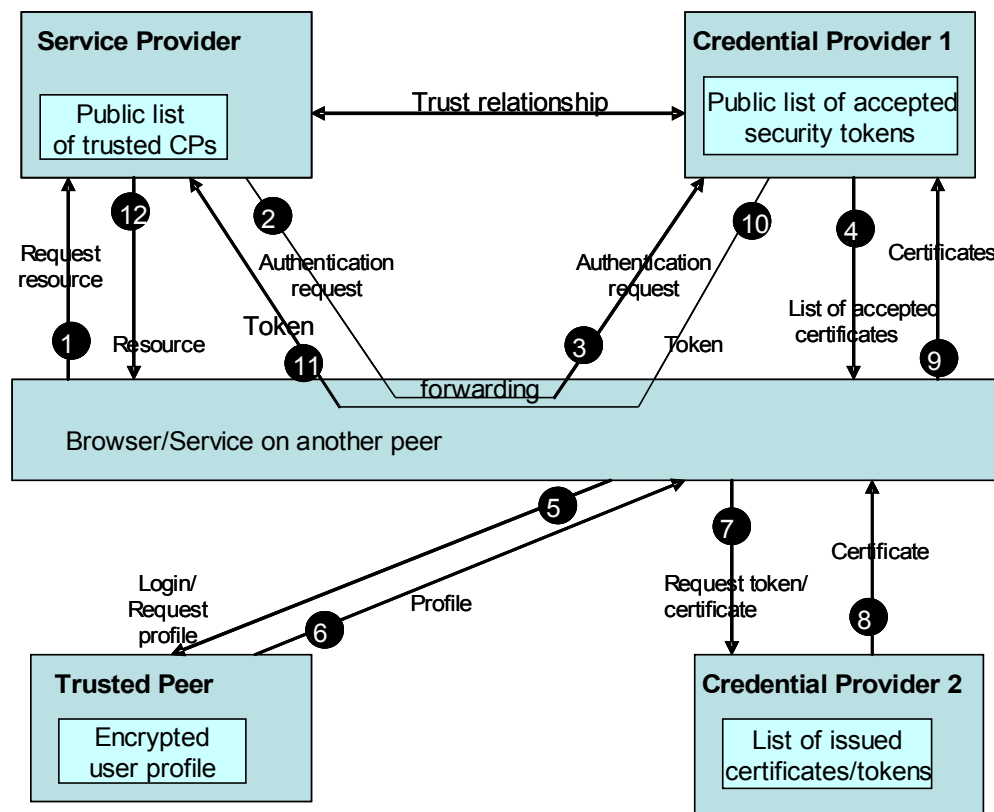 Service Provider
Public list
of trusted CPs
Trust relationship
Credential Provider 1
Public list of accepted
security tokens
12
2
10
4
Request
resource
Authentication
request
Authentication
request
Certificates
List of accepted
certificates
1
Resource
Token
11
3
Token
9
forwarding
Browser/Service on another peer
5
7
Login/
Request
profile
6
Profile
Request token/
certificate
Certificate
8
Trusted Peer
Encrypted
user profile
Credential Provider 2
List of issued
certificates/tokens